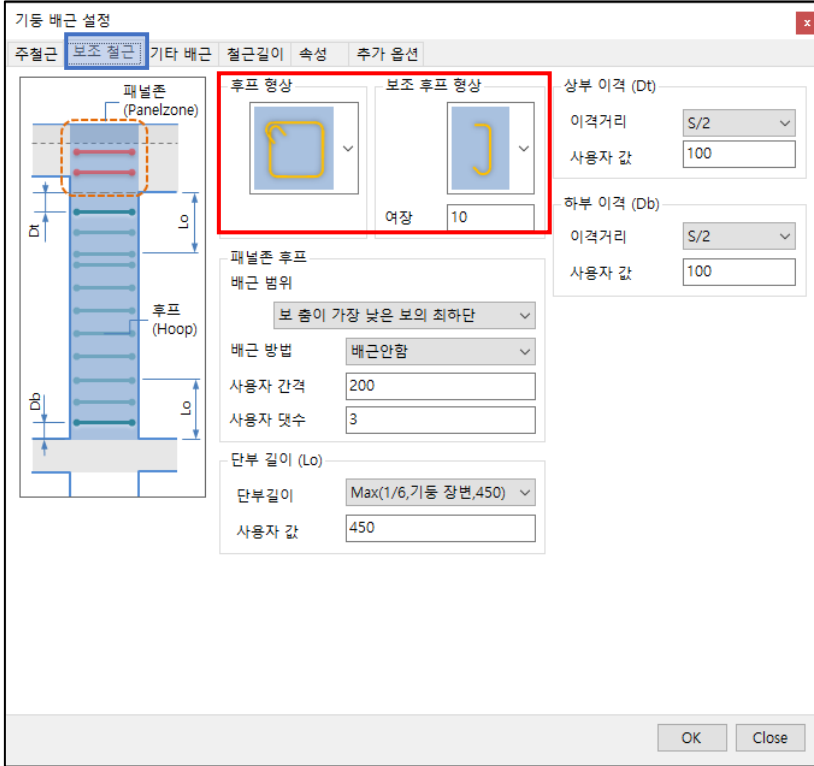 기둥 배근 설정
x
주철근 보조 철근 기타 배근 철근길이 속성 추가 옵션
패널존
(Panelzone)
Dt
Lo
후프
(Hoop)
Db
Lo
후프 형상
보조 후프 형상
여장 10
패널존 후프
배근 범위
보 춤이 가장 낮은 보의 최하단
배근 방법 배근안함
사용자 간격 200
사용자 댓수 3
단부 길이 (Lo)
단부길이 Max(1/6,기둥 장변,450)
사용자 값 450
상부 이격 (Dt)
이격거리 S/2
사용자 값 100
하부 이격 (Db)
이격거리 S/2
사용자 값 100
OK Close